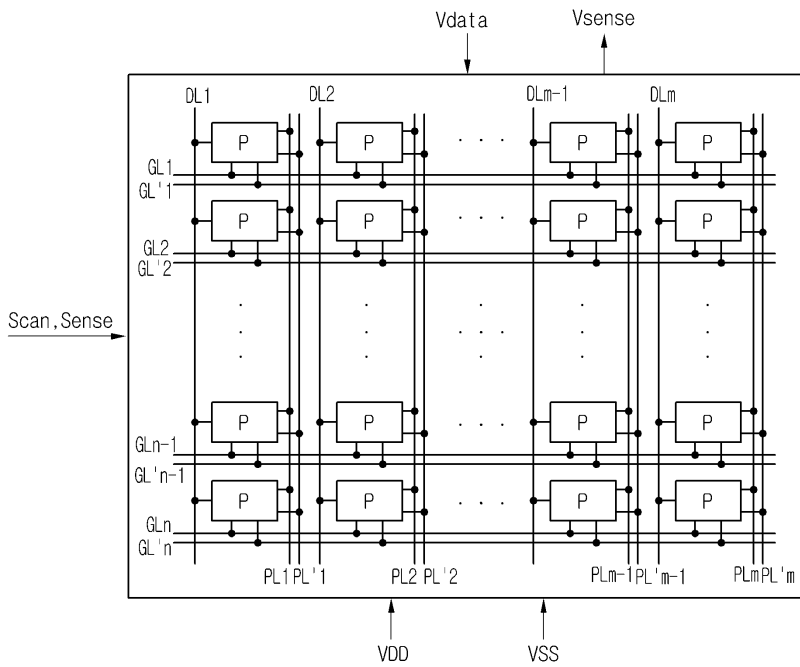 Vdata Vsense
DL1 DL2 DLm-1 DLm
P P . . . P P
GL1
GL'1
P P . . . P P
GL2
GL'2
Scan,Sense
P P . . . P P
GLn-1
GL'n-1
P P . . . P P
GLn
GL'n
PL1 PL'1 PL2 PL'2 PLm-1 PL'm-1 PLm PL'm
VDD VSS